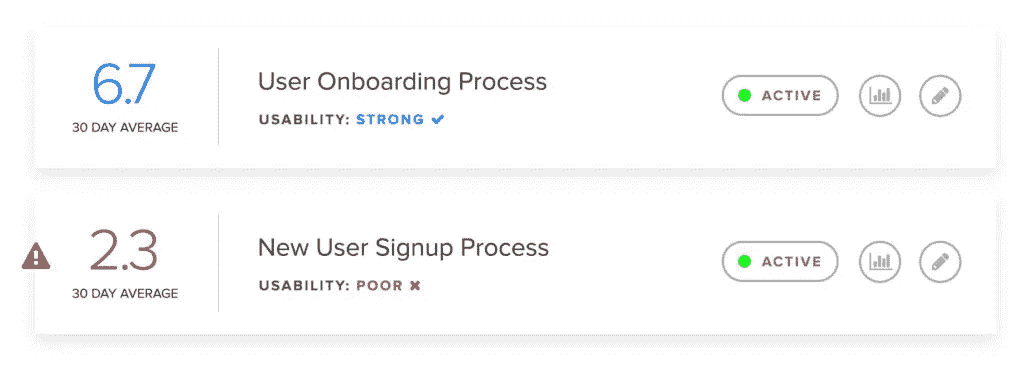 6.7
30 DAY AVERAGE
User Onboarding Process
USABILITY: STRONG ✔
ACTIVE
2.3
30 DAY AVERAGE
New User Signup Process
USABILITY: POOR ✖
ACTIVE